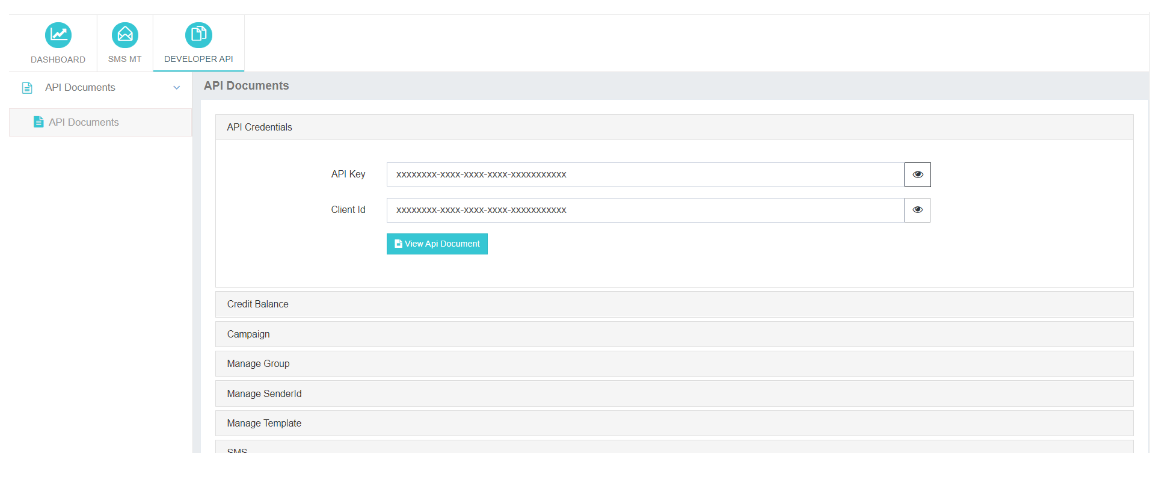 DASHBOARD
SMS MT
DEVELOPER API
API Documents
API Documents
API Documents
API Credentials
API Key
xxxxxxxx-xxxx-xxxx-xxxx-xxxxxxxxxxx
Client Id
xxxxxxxx-xxxx-xxxx-xxxx-xxxxxxxxxxx
View Api Document
Credit Balance
Campaign
Manage Group
Manage SenderId
Manage Template
SMS